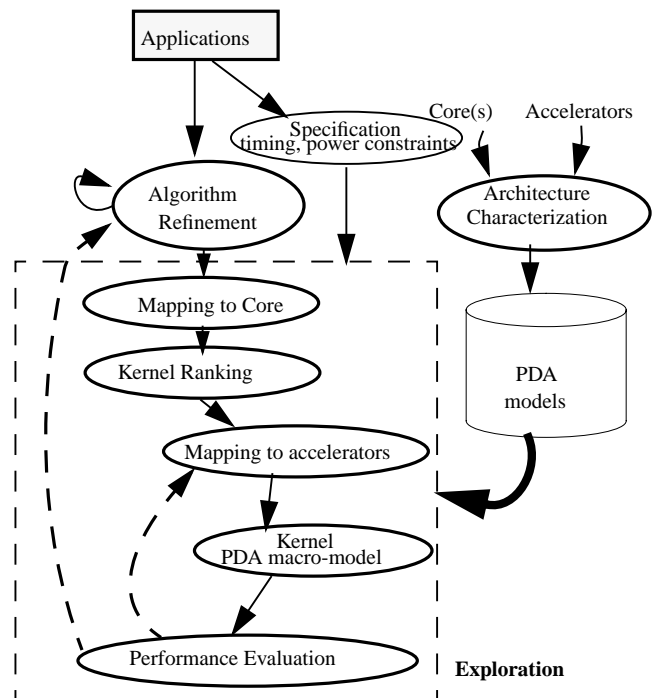 Applications
Core(s)
Accelerators
Specification
timing, power constraints
Algorithm
Refinement
Architecture
Characterization
Mapping to Core
Kernel Ranking
PDA
models
Mapping to accelerators
Kernel
PDA macro-model
Performance Evaluation
Exploration